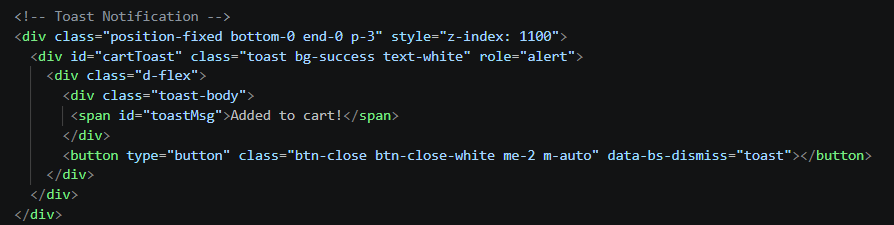 <!-- Toast Notification -->
<div class="position-fixed bottom-0 end-0 p-3" style="z-index: 1100">
<div id="cartToast" class="toast bg-success text-white" role="alert">
<div class="d-flex">
<div class="toast-body">
<span id="toastMsg">Added to cart!</span>
</div>
<button type="button" class="btn-close btn-close-white me-2 m-auto" data-bs-dismiss="toast"></button>
</div>
</div>
</div>